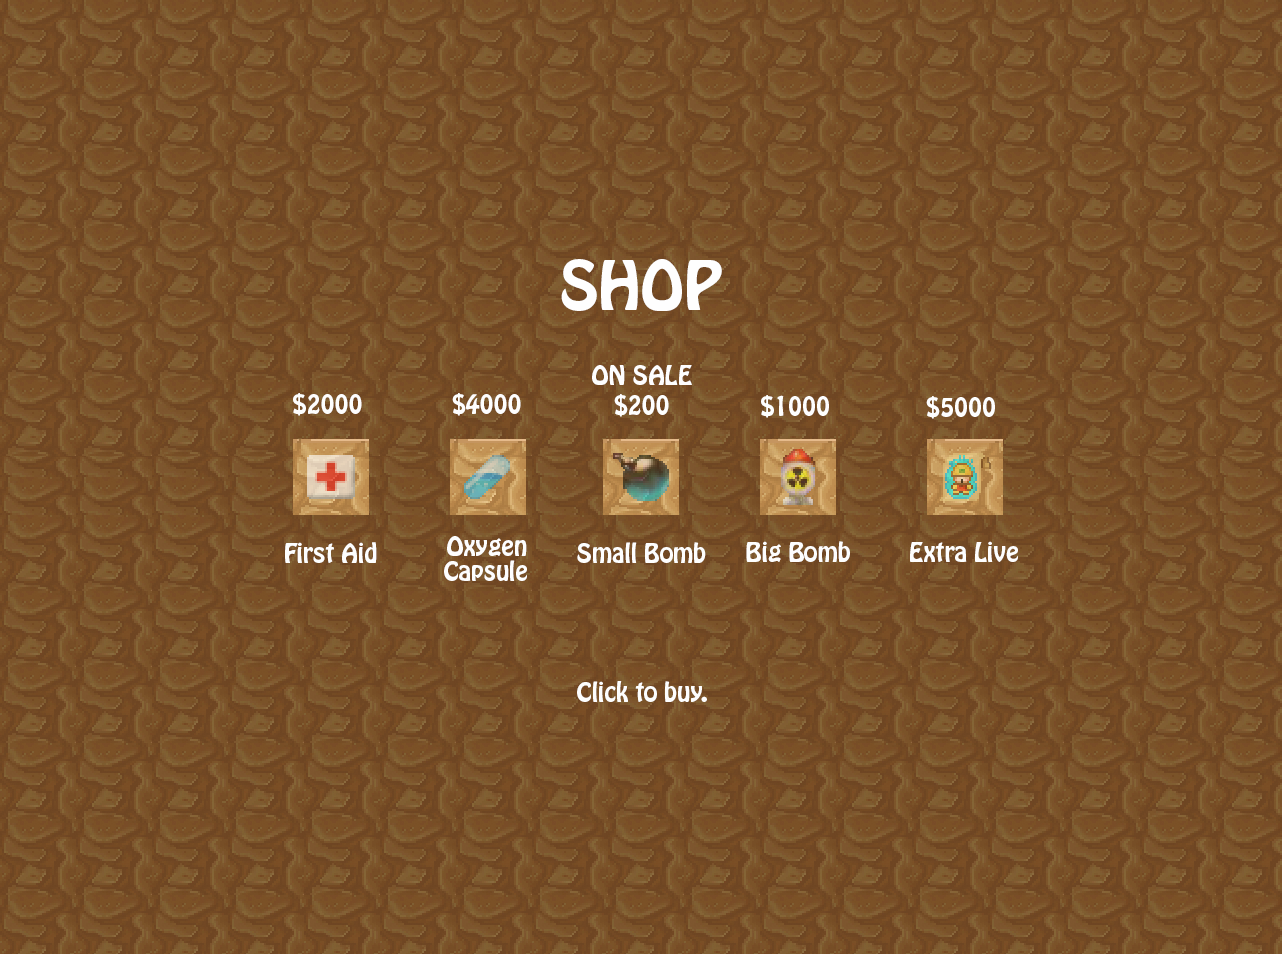 SHOP
ON SALE
$2000 $4000 $200 $1000 $5000
First Aid Oxygen Capsule Small Bomb Big Bomb Extra Live
Click to buy.